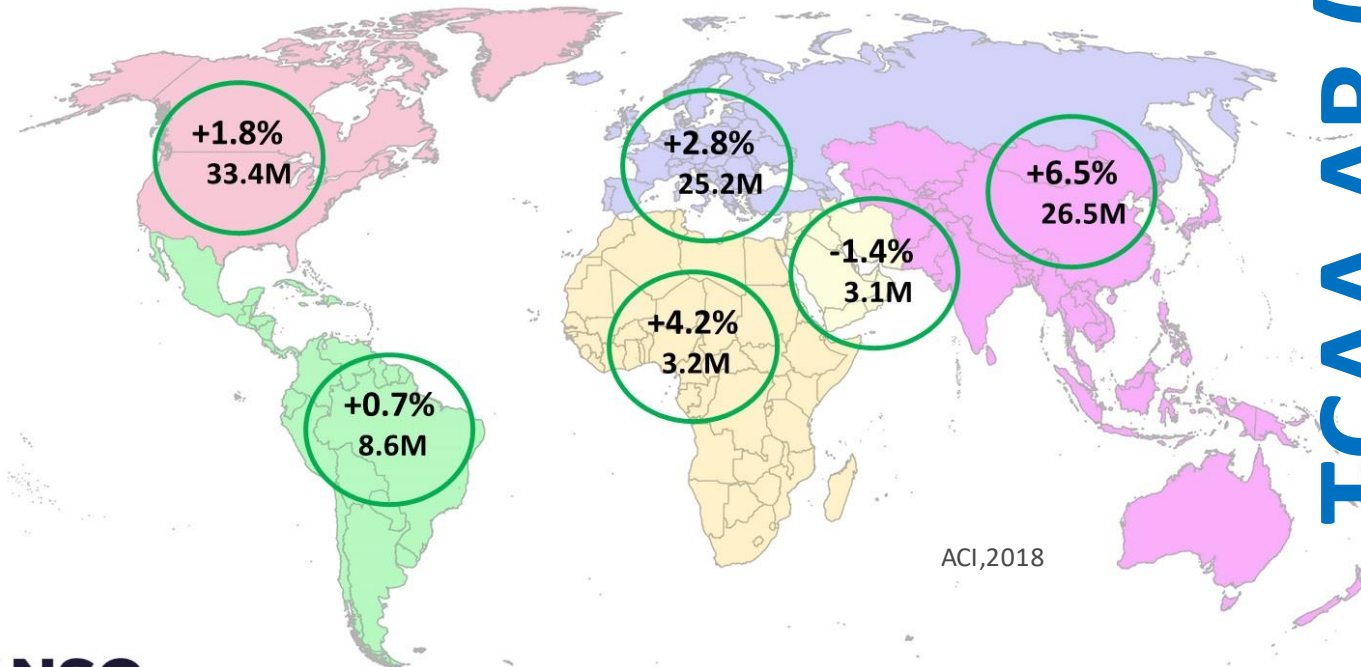 +1.8%
33.4M
+2.8%
25.2M
+6.5%
26.5M
-1.4%
3.1M
+4.2%
3.2M
+0.7%
8.6M
ACI,2018